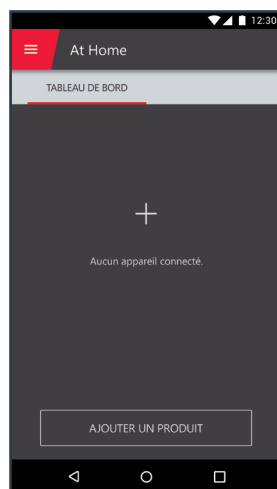 12:30
At Home
TABLEAU DE BORD
Aucun appareil connecté.
AJOUTER UN PRODUIT